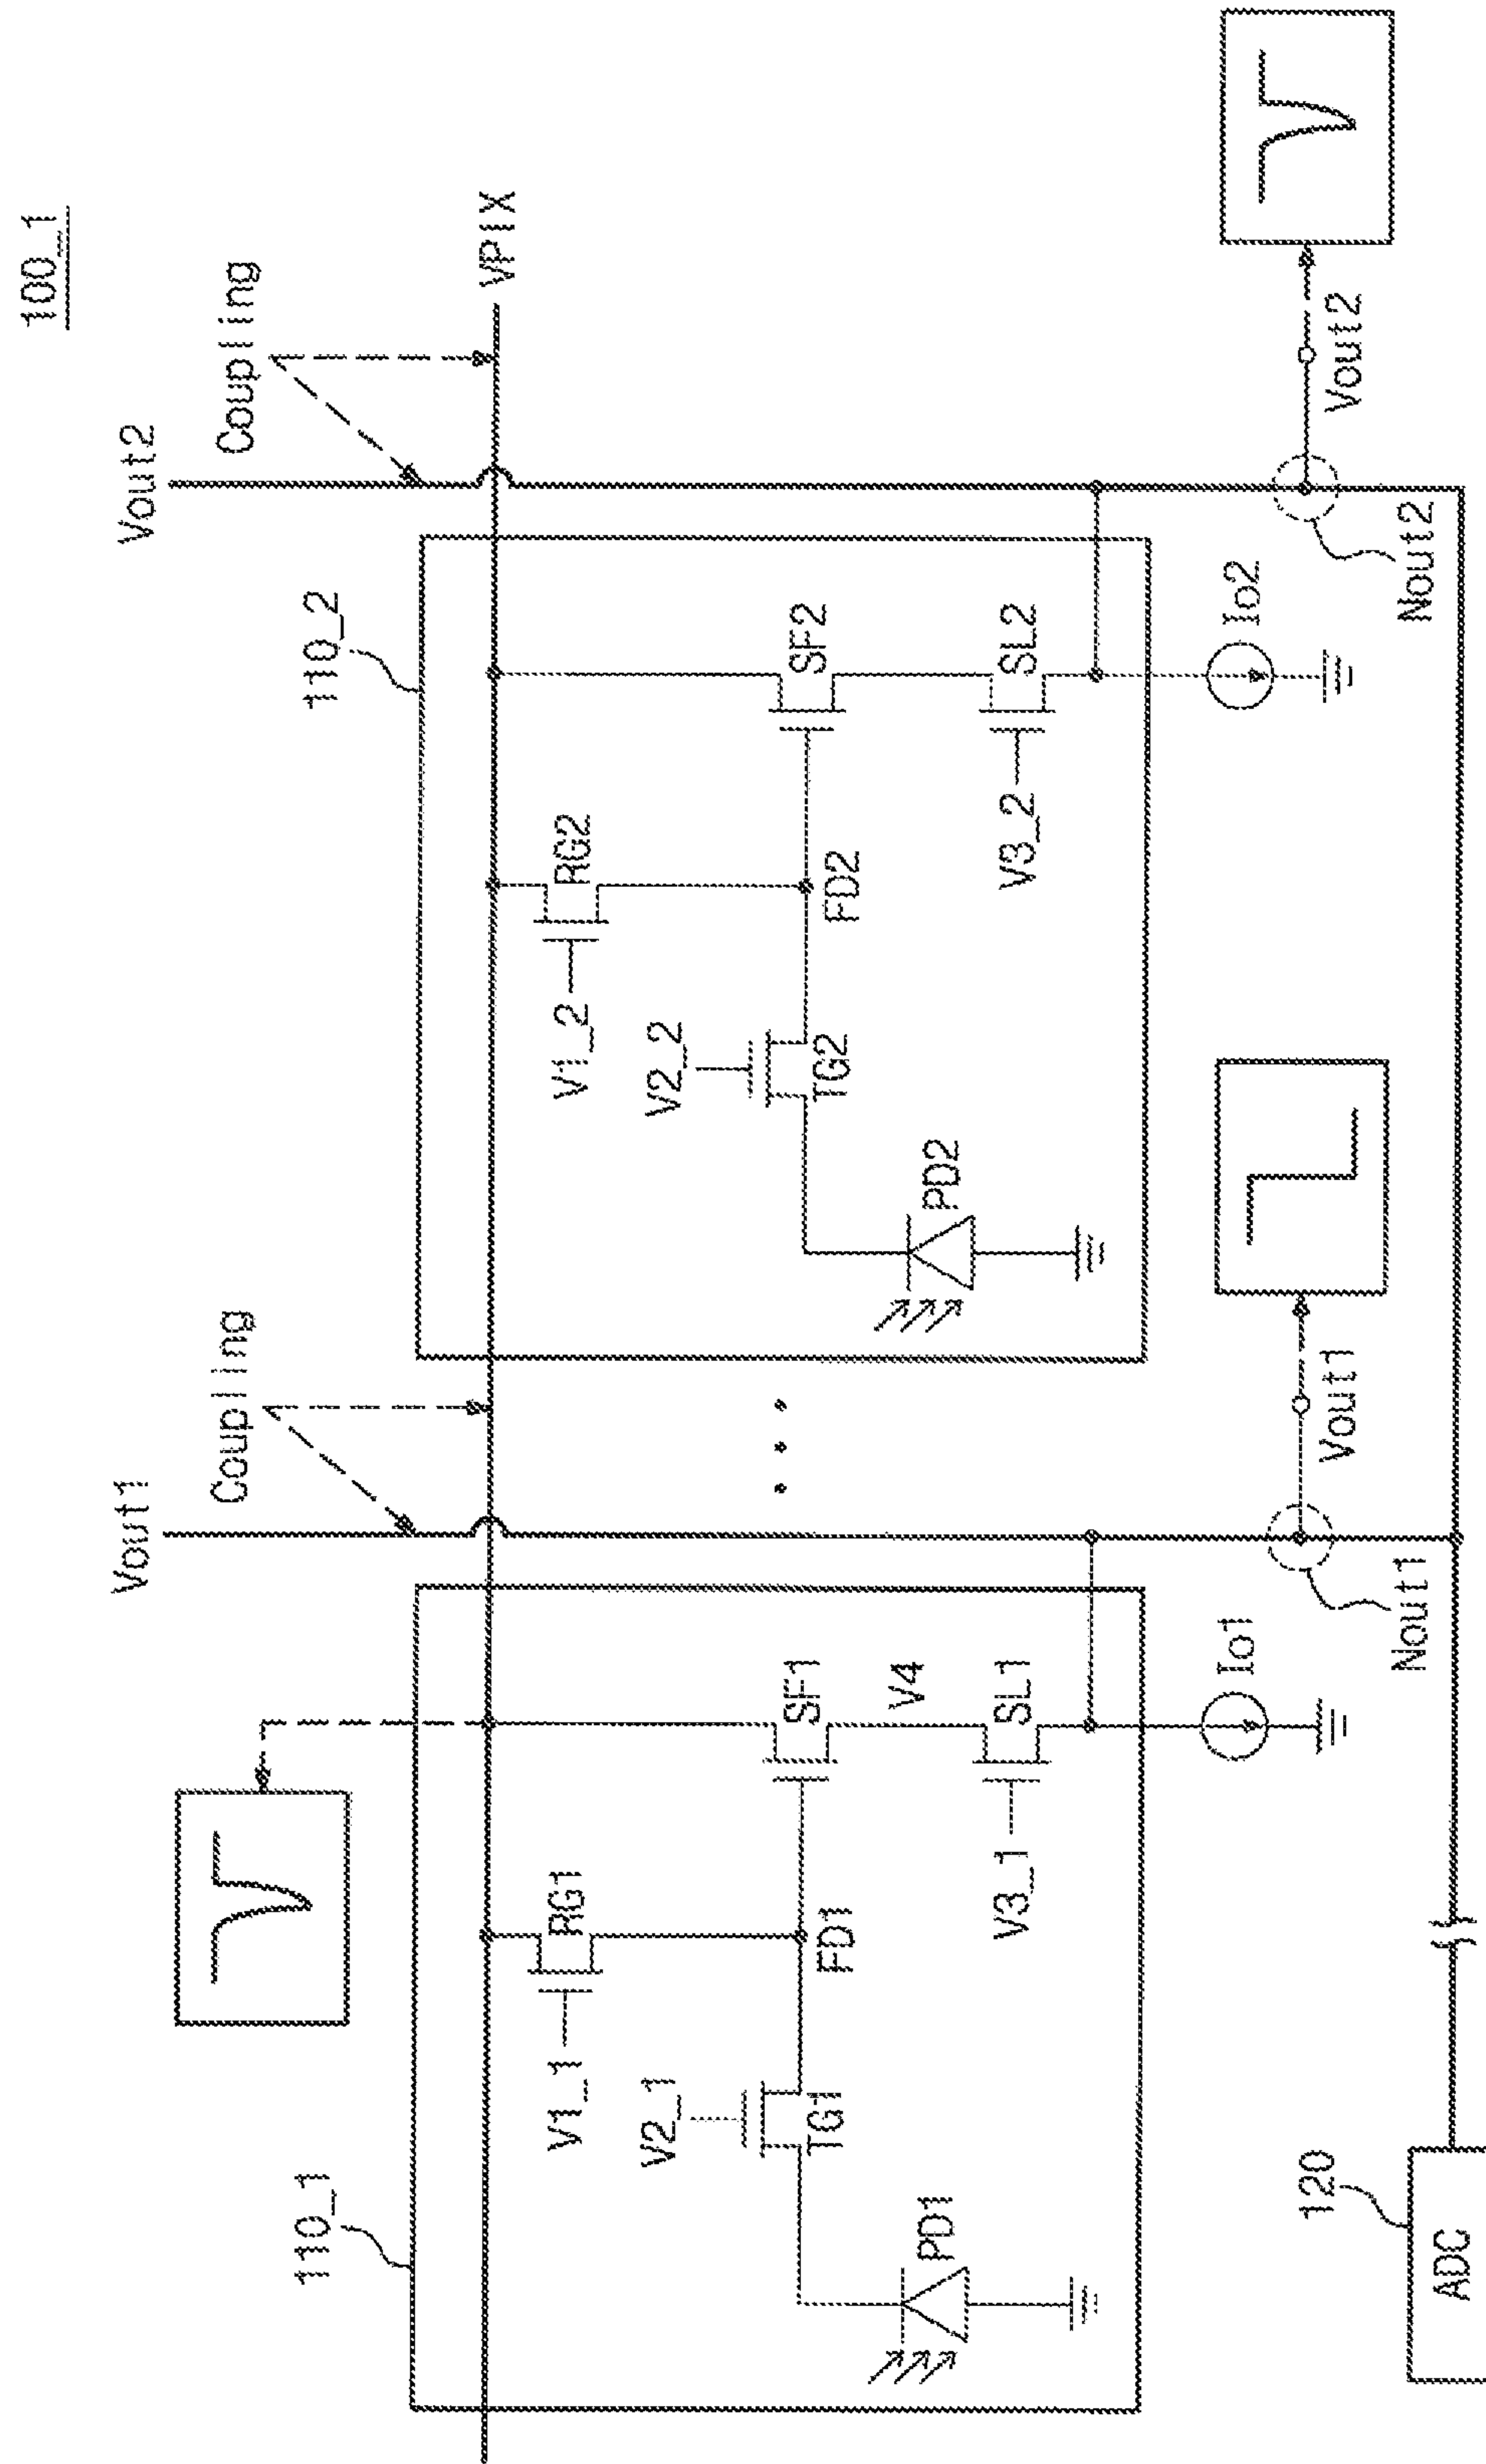 100_1
Vout1
Coupling
Vout2
Coupling
VPIX
110_1
110_2
V1_1
RG1
V2_1
TG1
FD1
SF1
V4
PD1
V3_1
SL1
V1_2
RG2
V2_2
TG2
FD2
SF2
PD2
V3_2
SL2
Io1
Io2
Vout1
Vout2
Nout1
Nout2
120
ADC